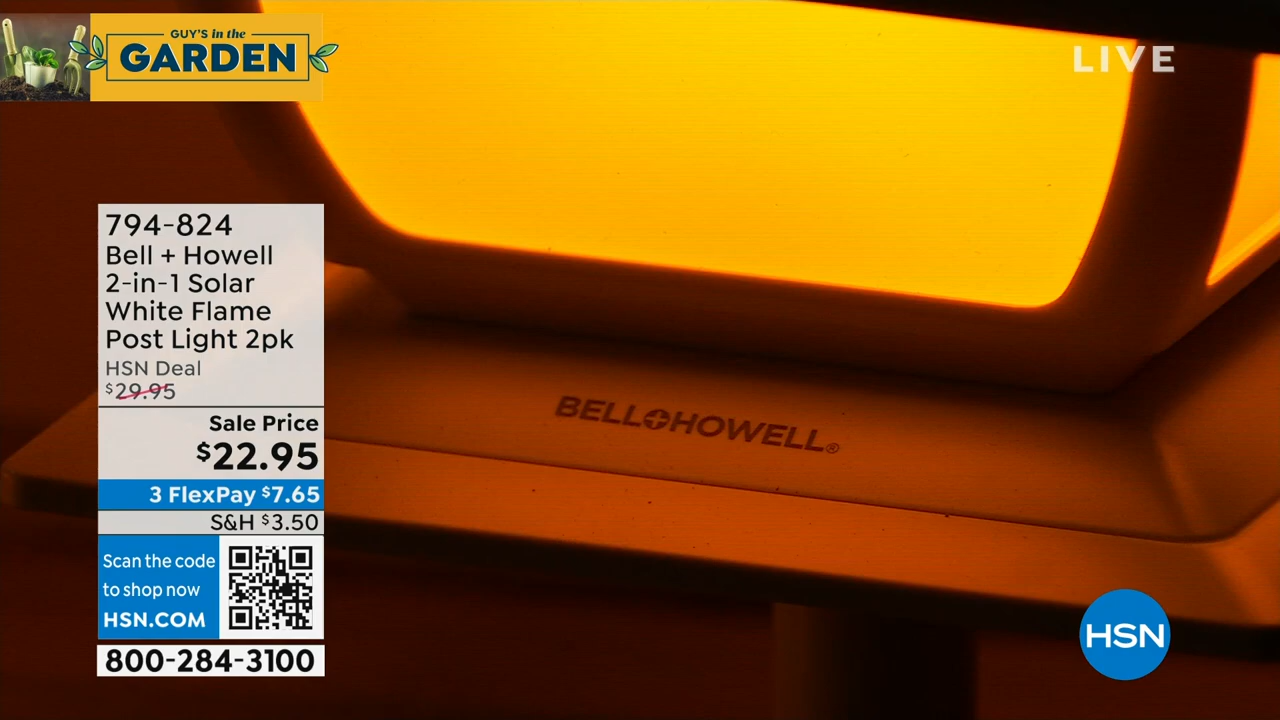 GUY'S in the
GARDEN
LIVE
794-824
Bell + Howell
2-in-1 Solar
White Flame
Post Light 2pk
HSN Deal
$29.95
Sale Price
$22.95
3 FlexPay $7.65
S&H $3.50
Scan the code
to shop now
HSN.COM
800-284-3100
BELL+HOWELL®
HSN